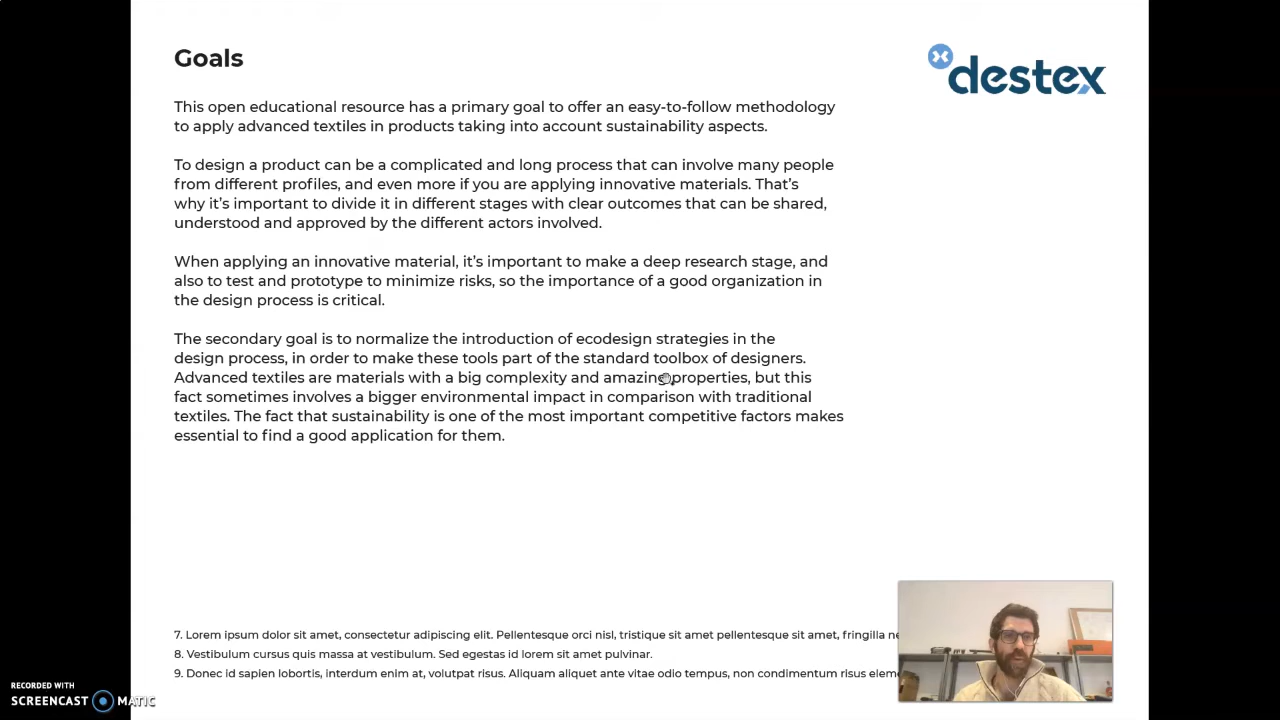 Goals
destex
This open educational resource has a primary goal to offer an easy-to-follow methodology
to apply advanced textiles in products taking into account sustainability aspects.
To design a product can be a complicated and long process that can involve many people
from different profiles, and even more if you are applying innovative materials. That's
why it's important to divide it in different stages with clear outcomes that can be shared,
understood and approved by the different actors involved.
When applying an innovative material, it's important to make a deep research stage, and
also to test and prototype to minimize risks, so the importance of a good organization in
the design process is critical.
The secondary goal is to normalize the introduction of ecodesign strategies in the
design process, in order to make these tools part of the standard toolbox of designers.
Advanced textiles are materials with a big complexity and amazing properties, but this
fact sometimes involves a bigger environmental impact in comparison with traditional
textiles. The fact that sustainability is one of the most important competitive factors makes
essential to find a good application for them.
7. Lorem ipsum dolor sit amet, consectetur adipiscing elit. Pellentesque orci nisl, tristique sit amet pellentesque sit amet, fringilla
8. Vestibulum cursus quis massa at vestibulum. Sed egestas id lorem sit amet pulvinar.
9. Donec id sapien lobortis, interdum enim at, volutpat risus. Aliquam aliquet ante vitae odio tempus, non condimentum risus
RECORDED WITH
SCREENCAST MATIC